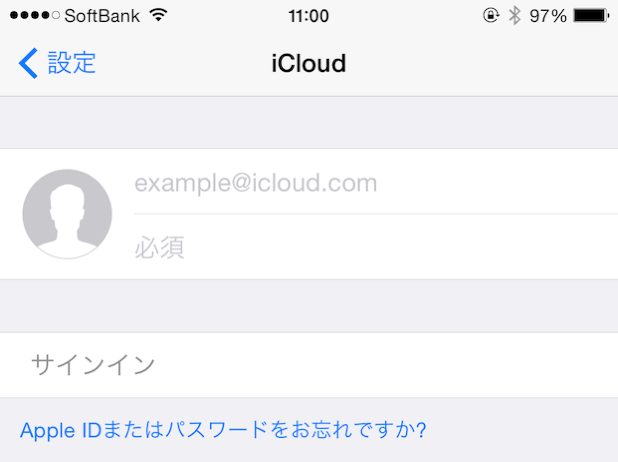 SoftBank 11:00 97%
設定 iCloud
example@icloud.com
必須
サインイン
Apple IDまたはパスワードをお忘れですか?